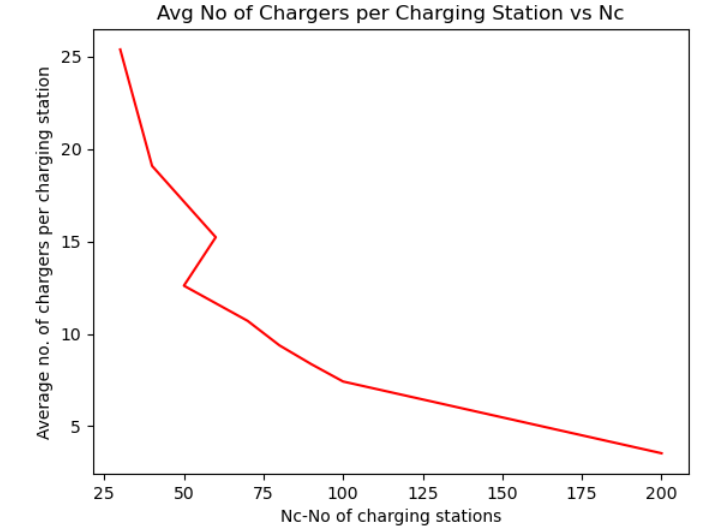 Avg No of Chargers per Charging Station vs Nc
Average no. of chargers per charging station
25
20
15
10
5
25 50 75 100 125 150 175 200
Nc-No of charging stations